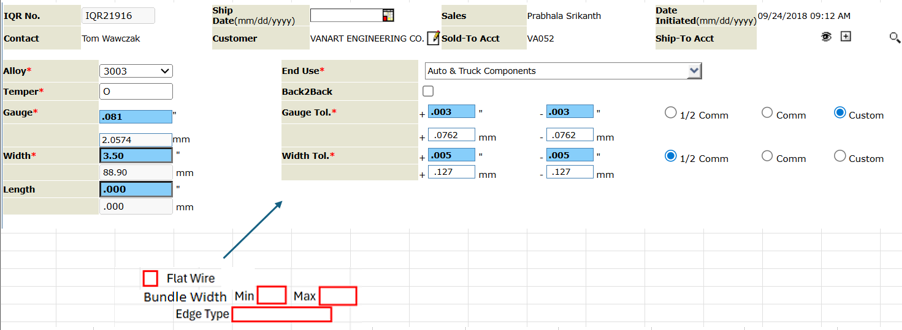 IQR No. IQR21916 Ship Date(mm/dd/yyyy) Sales Prabhala Srikanth Date Initiated(mm/dd/yyyy) 09/24/2018 09:12 AM
Contact Tom Wawczak Customer VANART ENGINEERING CO. Sold-To Acct VA052 Ship-To Acct
Alloy* 3003 End Use* Auto & Truck Components
Temper* O Back2Back
Gauge* .081 " Gauge Tol.* + .003 " - .003 " 1/2 Comm Comm Custom
2.0574 mm + .0762 mm - .0762 mm
Width* 3.50 " Width Tol.* + .005 " - .005 " 1/2 Comm Comm Custom
88.90 mm + .127 mm - .127 mm
Length .000 "
.000 mm
Flat Wire
Bundle Width Min Max
Edge Type